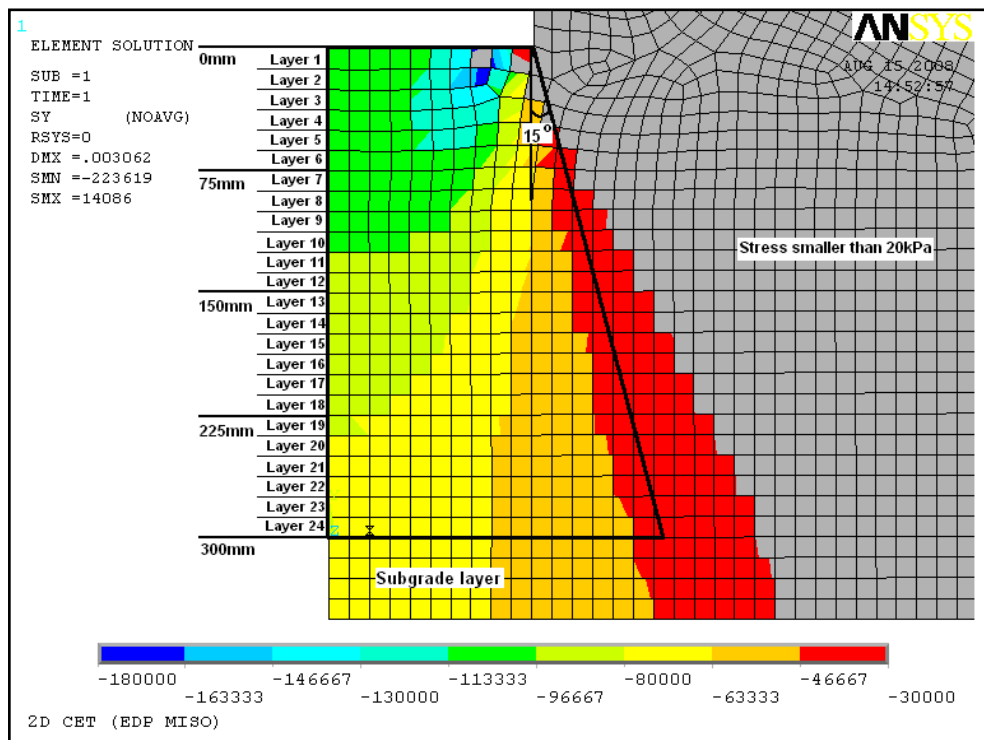 1
ANSYS
ELEMENT SOLUTION
AUG 15 2008
14:52:57
SUB =1
TIME=1
SY (NOAVG)
RSYS=0
DMX =.003062
SMN =-223619
SMX =14086
0mm
Layer 1
Layer 2
Layer 3
Layer 4
Layer 5
Layer 6
75mm
Layer 7
Layer 8
Layer 9
Layer 10
Layer 11
Layer 12
150mm
Layer 13
Layer 14
Layer 15
Layer 16
Layer 17
Layer 18
225mm
Layer 19
Layer 20
Layer 21
Layer 22
Layer 23
Layer 24
300mm
15°
Stress smaller than 20kPa
Z X
Subgrade layer
-180000 -146667 -113333 -80000 -46667
-163333 -130000 -96667 -63333 -30000
2D CET (EDP MISO)